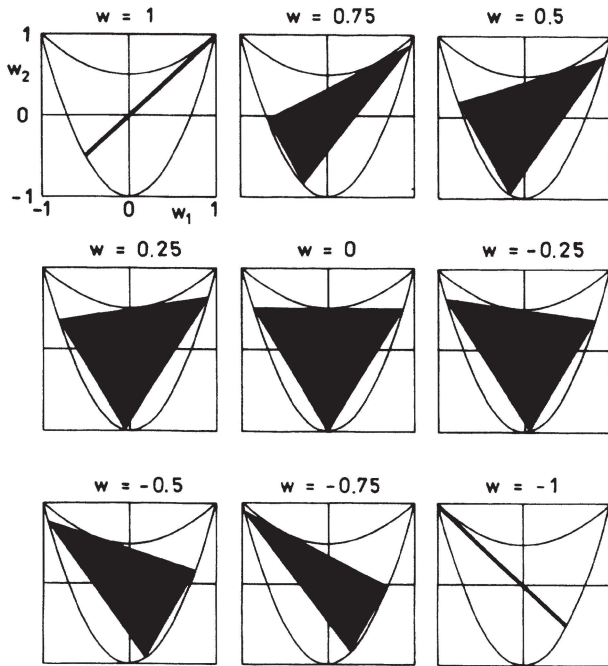 w = 1
w = 0.75
w = 0.5
1
w₂
0
-1
-1
0
w₁
1
w = 0.25
w = 0
w = -0.25
w = -0.5
w = -0.75
w = -1